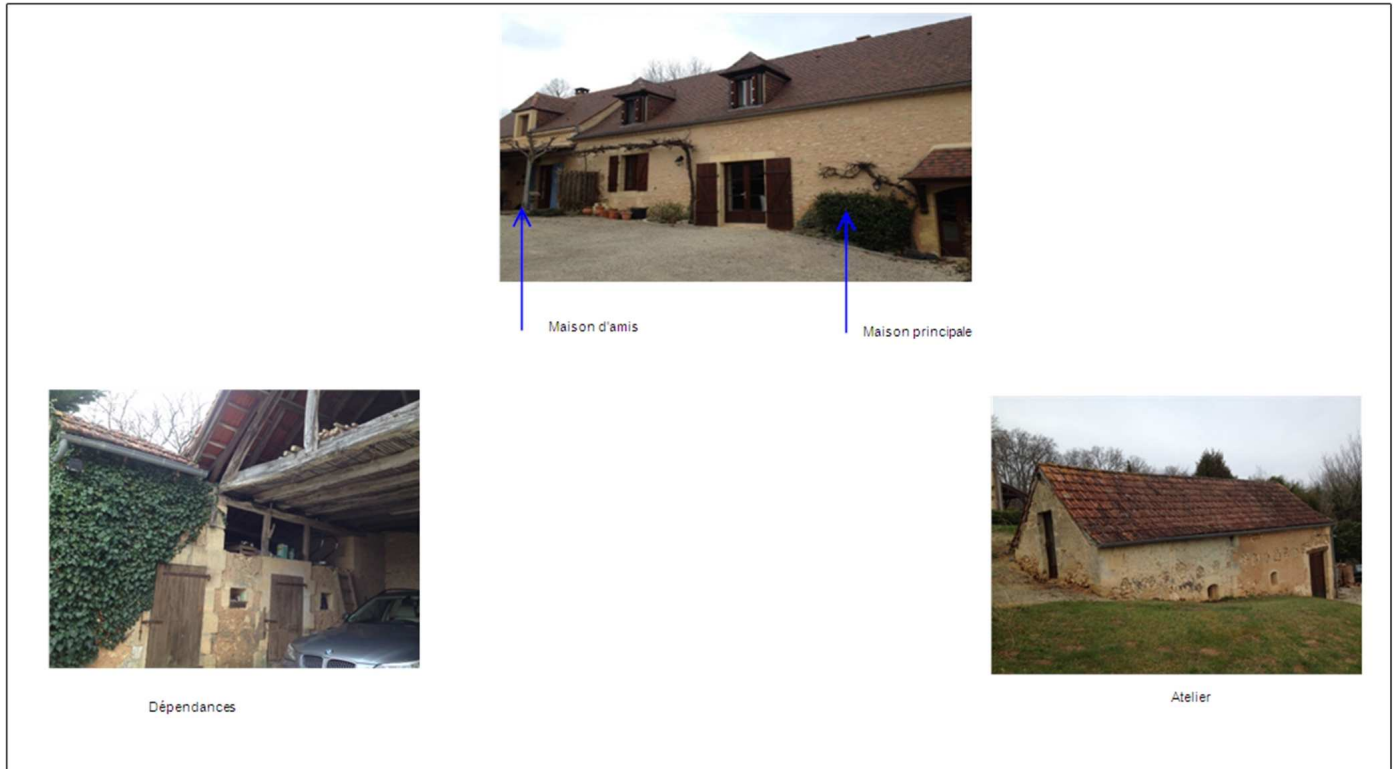 Maison d'amis
Maison principale
Dépendances
Atelier